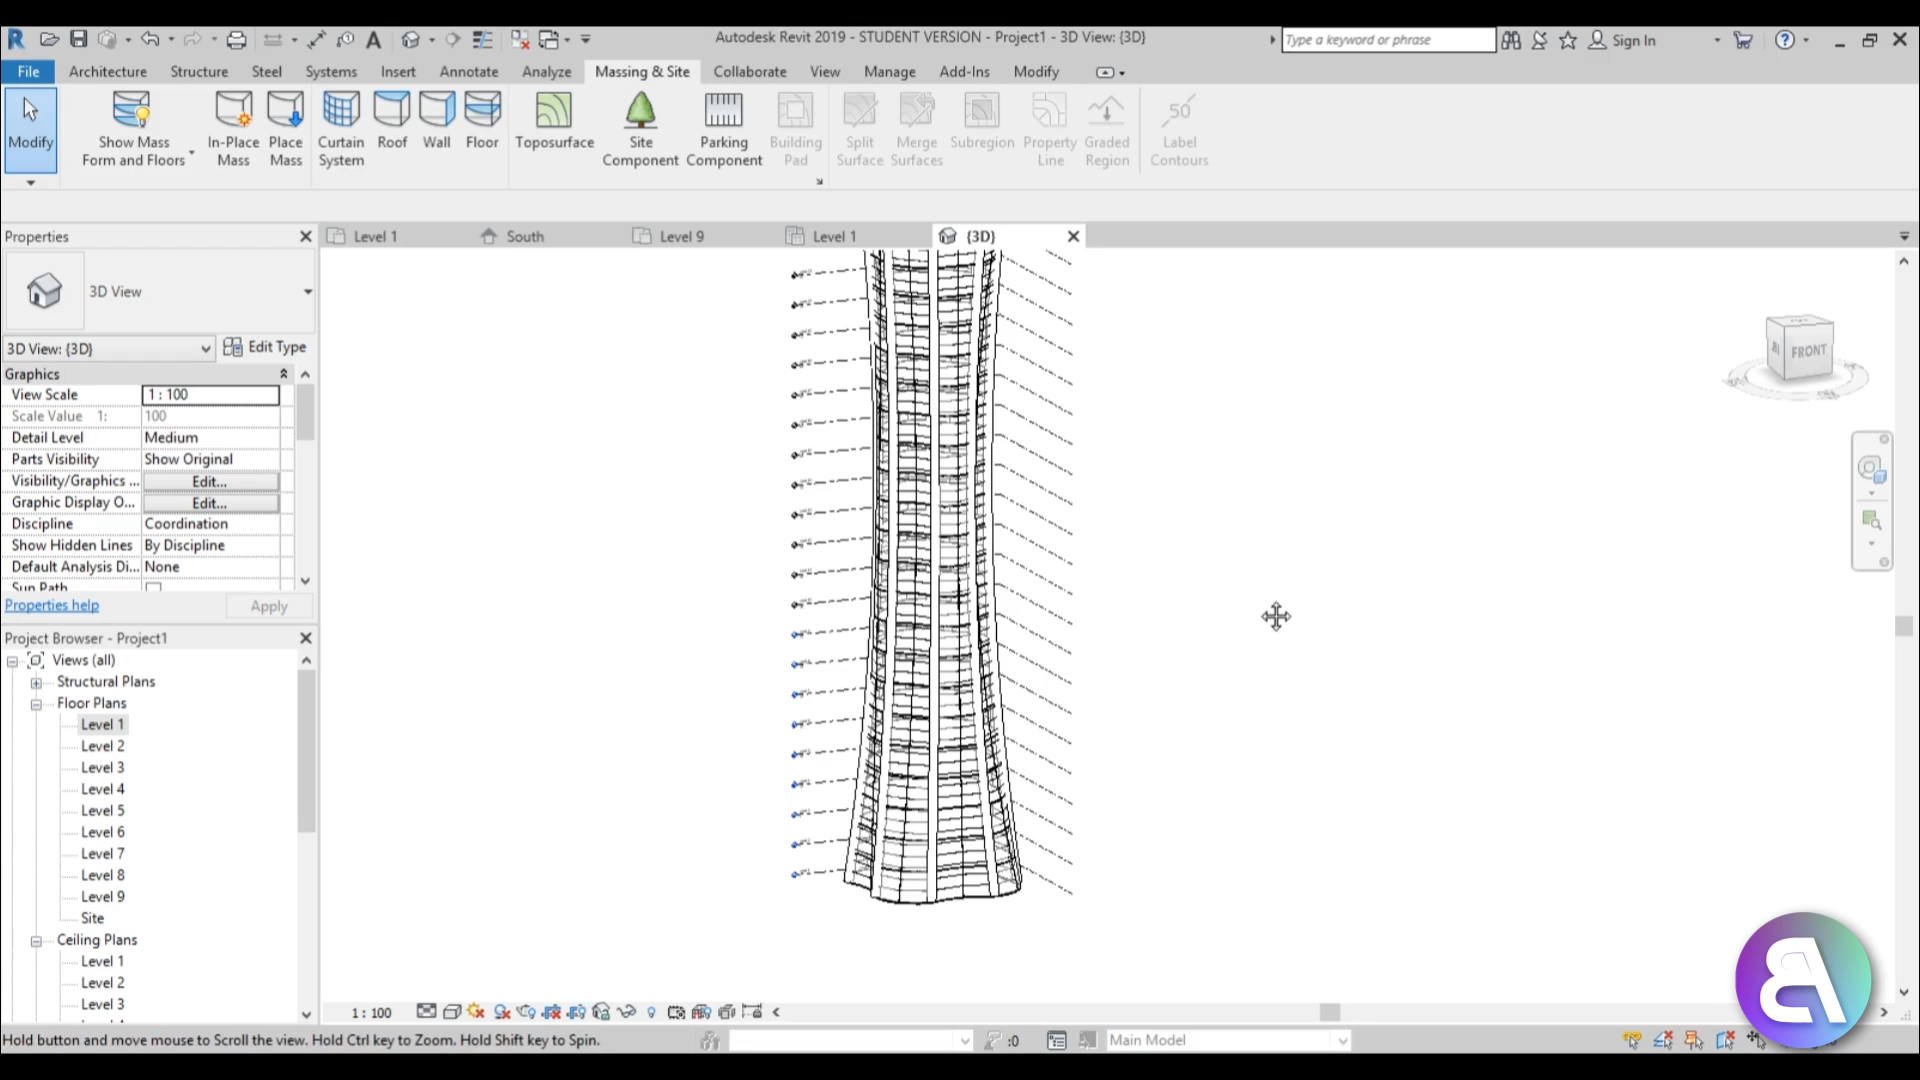 Autodesk Revit 2019 - STUDENT VERSION - Project1 - 3D View: {3D}
Type a keyword or phrase
Sign In
File Architecture Structure Steel Systems Insert Annotate Analyze Massing & Site Collaborate View Manage Add-Ins Modify
Modify
Show Mass Form and Floors
In-Place Mass
Place Mass
Curtain System
Roof
Wall
Floor
Toposurface
Site Component
Parking Component
Building Pad
Split Surface
Merge Surfaces
Subregion
Property Line
Graded Region
50
Label Contours
Properties
Level 1
South
Level 9
Level 1
{3D}
3D View
3D View: {3D}
Edit Type
Graphics
View Scale 1 : 100
Scale Value 1: 100
Detail Level Medium
Parts Visibility Show Original
Visibility/Graphics ... Edit...
Graphic Display O... Edit...
Discipline Coordination
Show Hidden Lines By Discipline
Default Analysis Di... None
Sun Path
Properties help
Apply
FRONT
Project Browser - Project1
Views (all)
Structural Plans
Floor Plans
Level 1
Level 2
Level 3
Level 4
Level 5
Level 6
Level 7
Level 8
Level 9
Site
Ceiling Plans
Level 1
Level 2
Level 3
1 : 100
Hold button and move mouse to Scroll the view. Hold Ctrl key to Zoom. Hold Shift key to Spin.
:0
Main Model